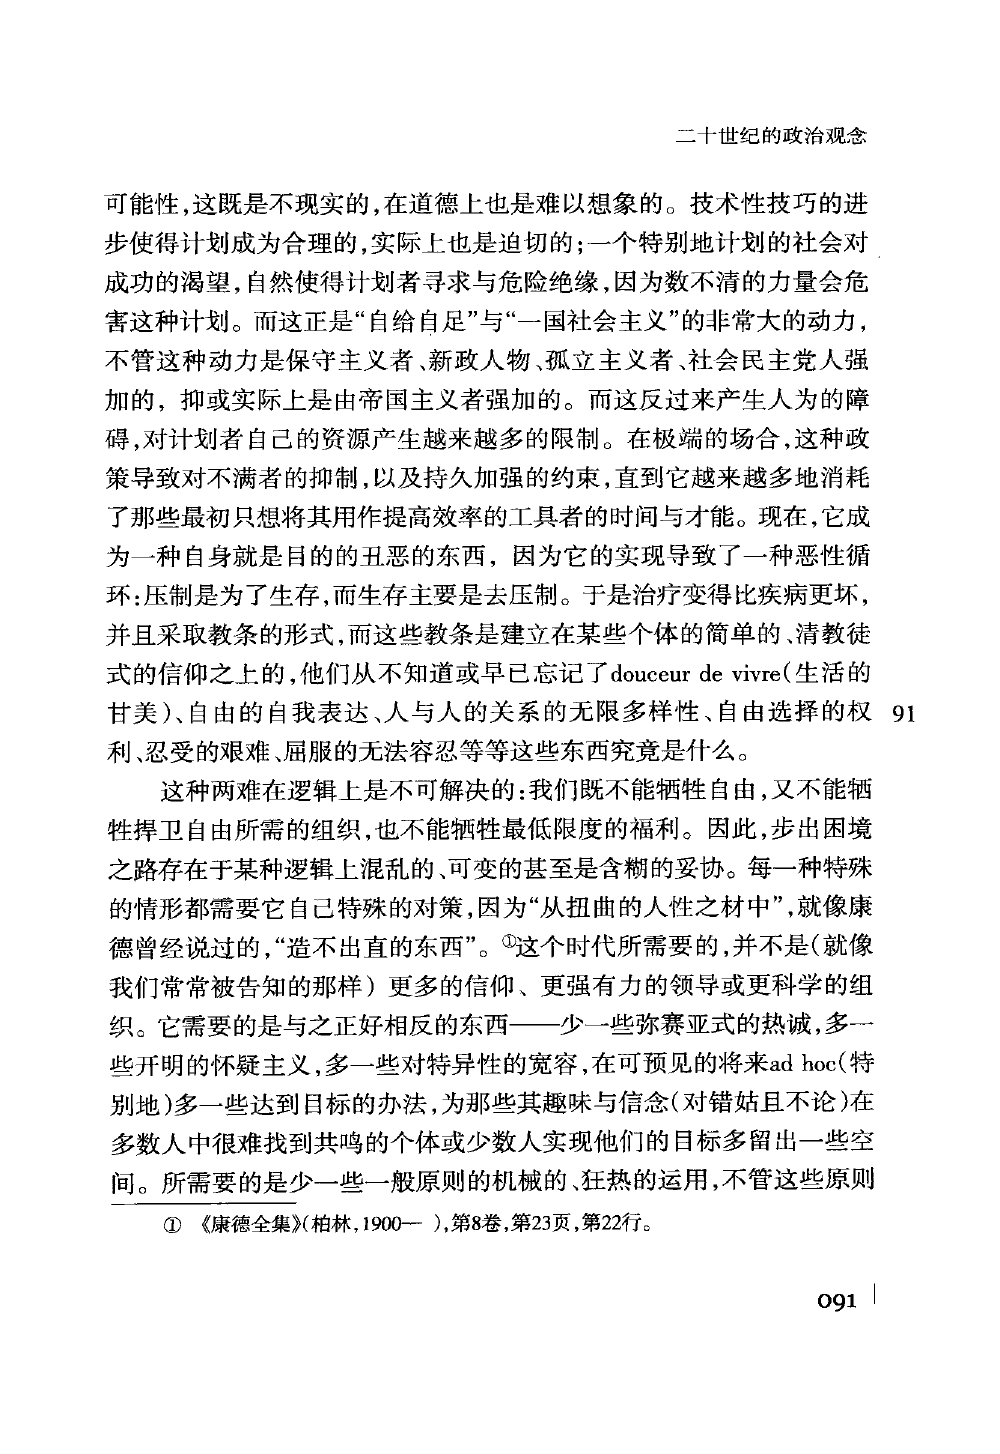 二十世纪的政治观念
可能性,这既是不现实的,在道德上也是难以想象的。技术性技巧的进
步使得计划成为合理的,实际上也是迫切的;一个特别地计划的社会对
成功的渴望,自然使得计划者寻求与危险绝缘,因为数不清的力量会危
害这种计划。而这正是“自给自足”与“一国社会主义”的非常大的动力,
不管这种动力是保守主义者、新政人物、孤立主义者、社会民主党人强
加的,抑或实际上是由帝国主义者强加的。而这反过来产生人为的障
碍,对计划者自己的资源产生越来越多的限制。在极端的场合,这种政
策导致对不满者的抑制,以及持久加强的约束,直到它越来越多地消耗
了那些最初只想将其用作提高效率的工具者的时间与才能。现在,它成
为一种自身就是目的的丑恶的东西,因为它的实现导致了一种恶性循
环:压制是为了生存,而生存主要是去压制。于是治疗变得比疾病更坏,
并且采取教条的形式,而这些教条是建立在某些个体的简单的、清教徒
式的信仰之上的,他们从不知道或早已忘记了douceur de vivre(生活的
甘美)、自由的自我表达、人与人的关系的无限多样性、自由选择的权 91
利、忍受的艰难、屈服的无法容忍等等这些东西究竟是什么。
这种两难在逻辑上是不可解决的:我们既不能牺牲自由,又不能牺
牲捍卫自由所需的组织,也不能牺牲最低限度的福利。因此,步出困境
之路存在于某种逻辑上混乱的、可变的甚至是含糊的妥协。每一种特殊
的情形都需要它自己特殊的对策,因为“从扭曲的人性之材中”,就像康
德曾经说过的,“造不出直的东西”。①这个时代所需要的,并不是(就像
我们常常被告知的那样)更多的信仰、更强有力的领导或更科学的组
织。它需要的是与之正好相反的东西——少一些弥赛亚式的热诚,多一
些开明的怀疑主义,多一些对特异性的宽容,在可预见的将来ad hoc(特
别地)多一些达到目标的办法,为那些其趣味与信念(对错姑且不论)在
多数人中很难找到共鸣的个体或少数人实现他们的目标多留出一些空
间。所需要的是少一些一般原则的机械的、狂热的运用,不管这些原则
① 《康德全集》(柏林,1900— ),第8卷,第23页,第22行。
091